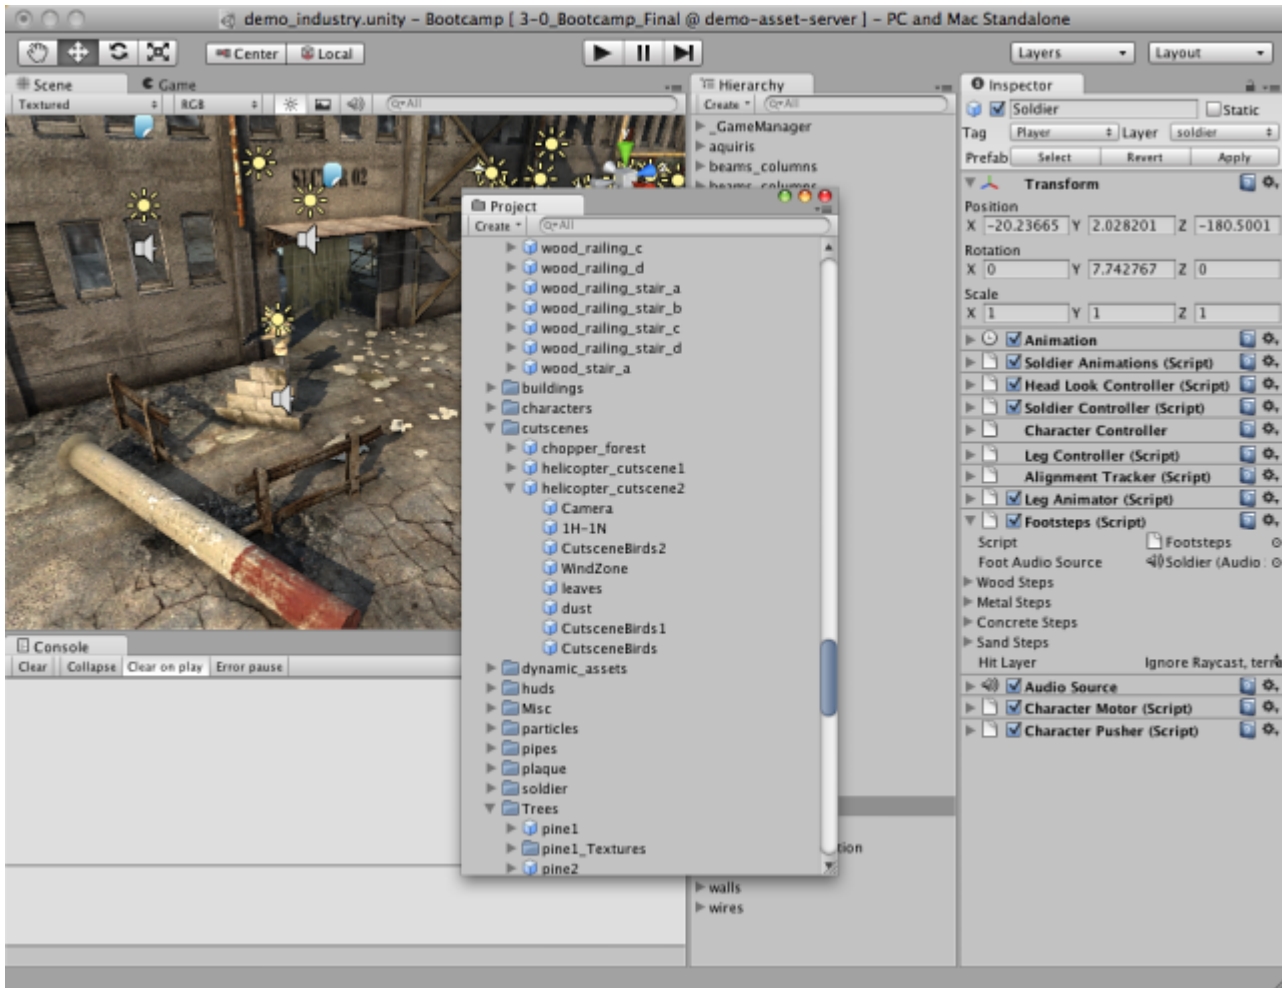 demo_industry.unity - Bootcamp [ 3-0_Bootcamp_Final @ demo-asset-server ] - PC and Mac Standalone
Center Local Layers Layout
Scene Game
Textured RGB All
Console
Clear Collapse Clear on play Error pause
Project
Create All
wood_railing_c
wood_railing_d
wood_railing_stair_a
wood_railing_stair_b
wood_railing_stair_c
wood_railing_stair_d
wood_stair_a
buildings
characters
cutscenes
chopper_forest
helicopter_cutscene1
helicopter_cutscene2
Camera
1H-1N
CutsceneBirds2
WindZone
leaves
dust
CutsceneBirds1
CutsceneBirds
dynamic_assets
huds
Misc
particles
pipes
plaque
soldier
Trees
pine1
pine1_Textures
pine2
Hierarchy
Create All
_GameManager
aquiris
beams_columns
beams_columns
tion
walls
wires
Inspector
Soldier Static
Tag Player Layer soldier
Prefab Select Revert Apply
Transform
Position
X -20.23665 Y 2.028201 Z -180.5001
Rotation
X 0 Y 7.742767 Z 0
Scale
X 1 Y 1 Z 1
Animation
Soldier Animations (Script)
Head Look Controller (Script)
Soldier Controller (Script)
Character Controller
Leg Controller (Script)
Alignment Tracker (Script)
Leg Animator (Script)
Footsteps (Script)
Script Footsteps
Foot Audio Source Soldier (Audio
Wood Steps
Metal Steps
Concrete Steps
Sand Steps
Hit Layer Ignore Raycast, terra
Audio Source
Character Motor (Script)
Character Pusher (Script)